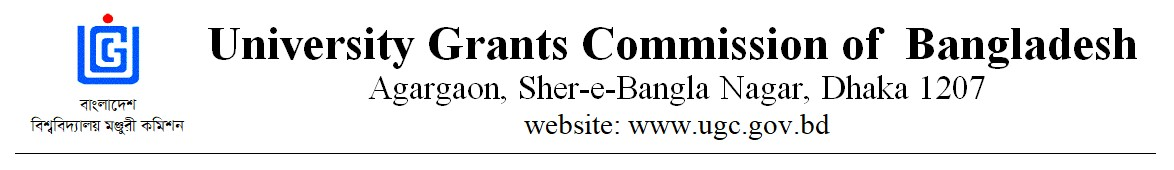 University Grants Commission of Bangladesh
Agargaon, Sher-e-Bangla Nagar, Dhaka 1207
website: www.ugc.gov.bd
বাংলাদেশ
বিশ্ববিদ্যালয় মঞ্জুরী কমিশন